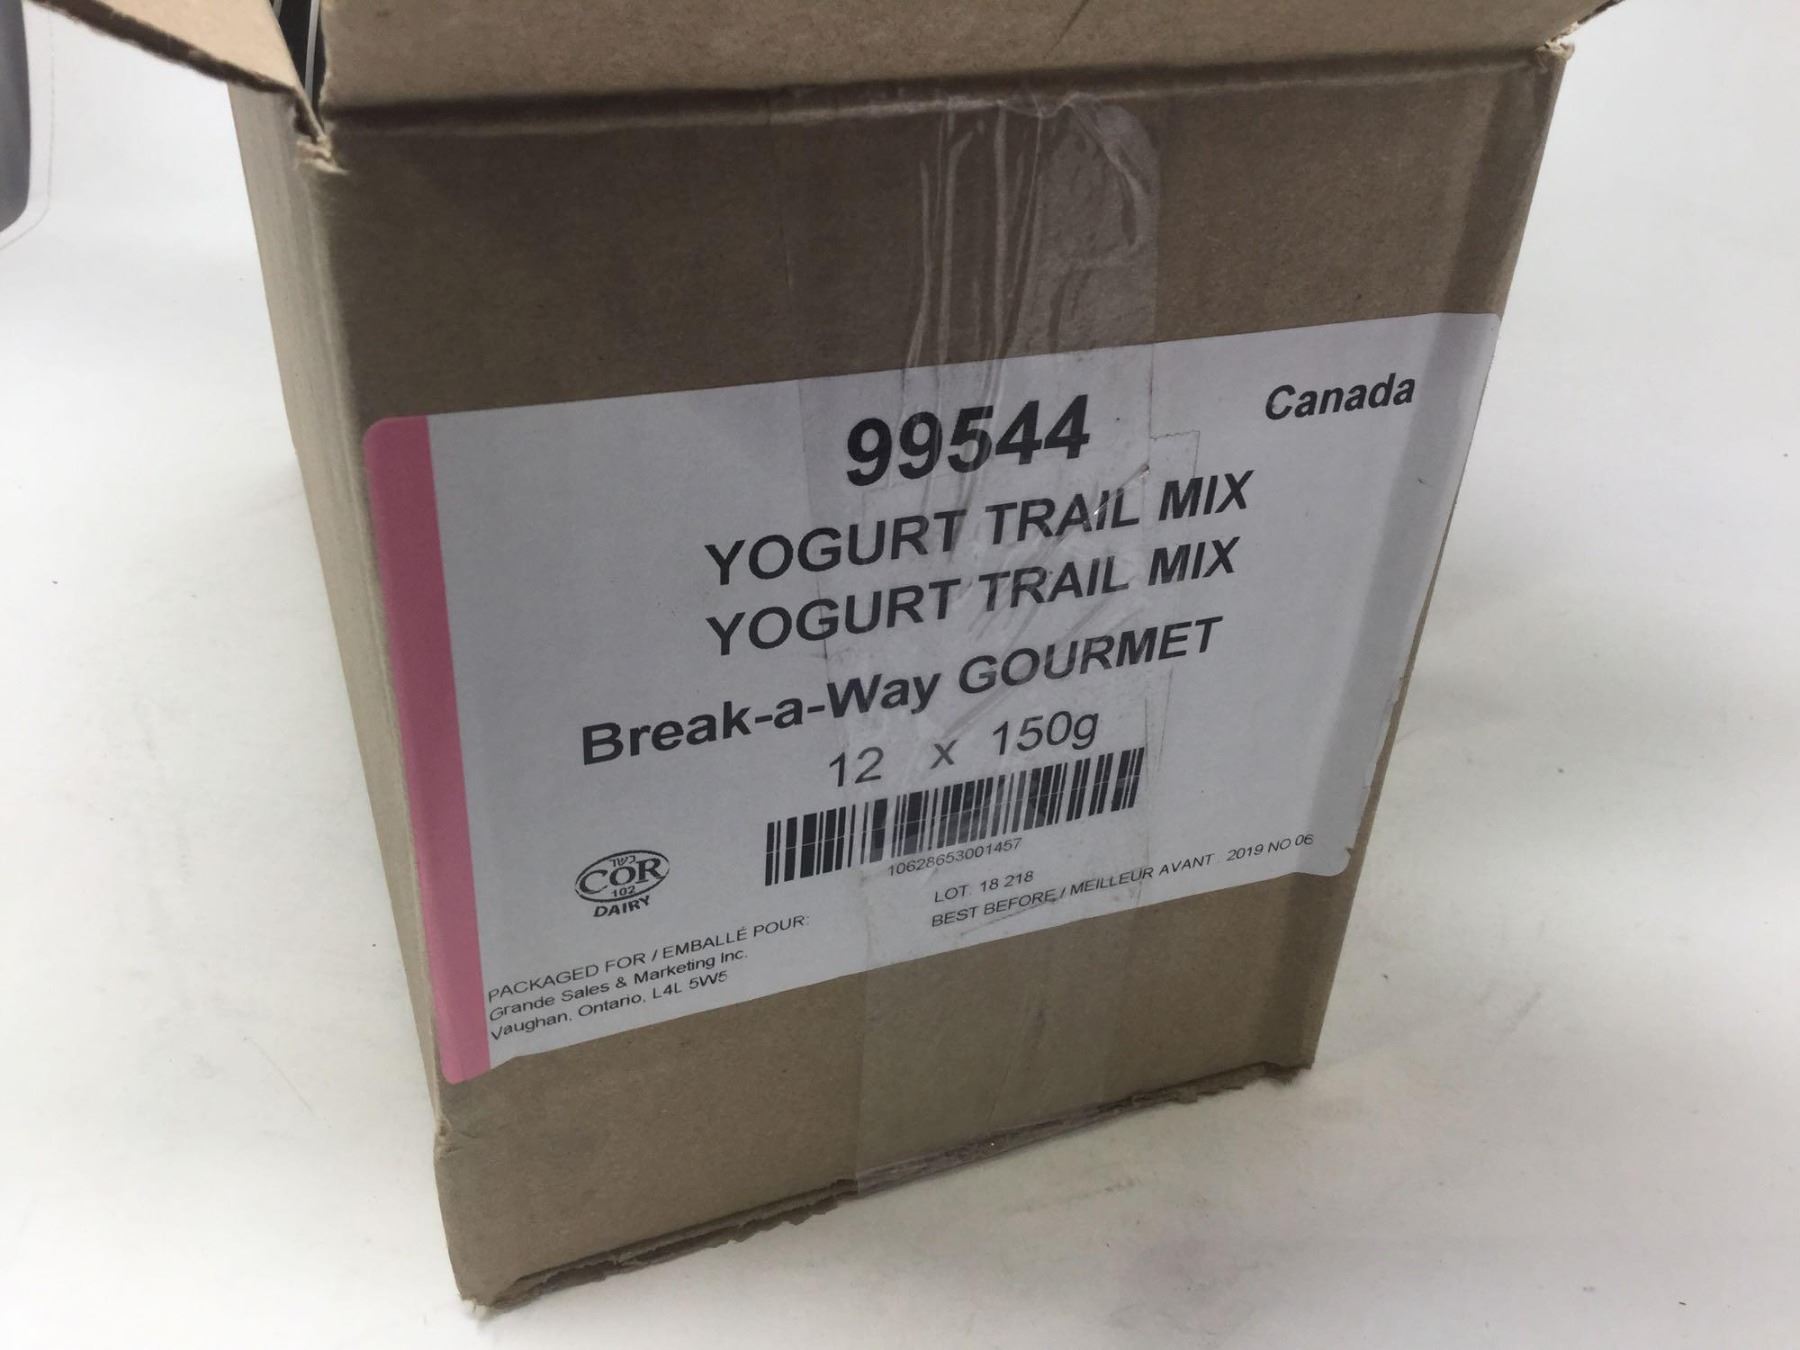 99544
Canada
YOGURT TRAIL MIX
YOGURT TRAIL MIX
Break-a-Way GOURMET
12 x 150g
10628653001457
כשר
COR
102
DAIRY
LOT. 18 218
BEST BEFORE / MEILLEUR AVANT . 2019 NO 06
PACKAGED FOR / EMBALLÉ POUR:
Grande Sales & Marketing Inc.
Vaughan, Ontario, L4L 5W5